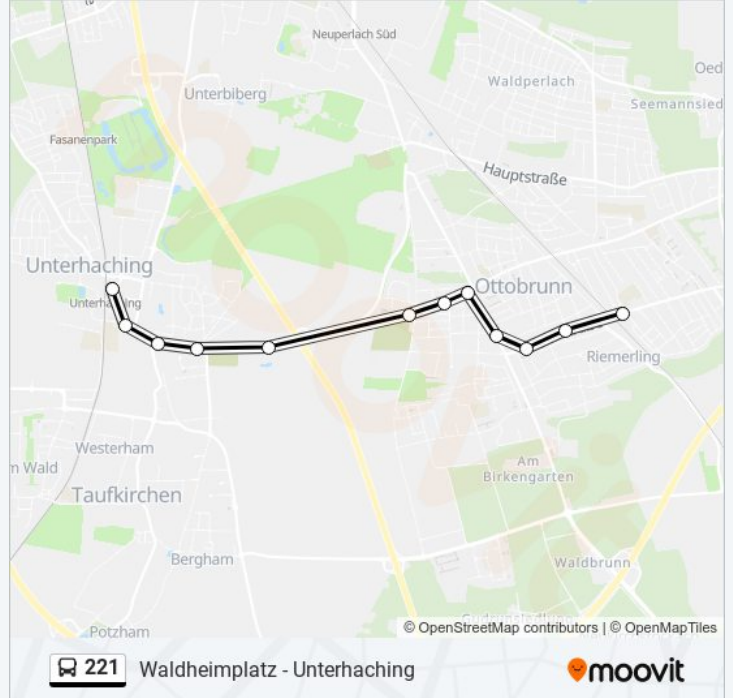 Neuperlach Süd
Oed
Waldperlach
Unterbiberg
Seemannsied
Fasanenpark
Hauptstraße
Unterhaching
Ottobrunn
Riemerling
Westerham
m Wald
Am
Birkengarten
Taufkirchen
Bergham
Waldbrunn
Potzham
© OpenStreetMap contributors | © OpenMapTiles
221 Waldheimplatz - Unterhaching
moovit